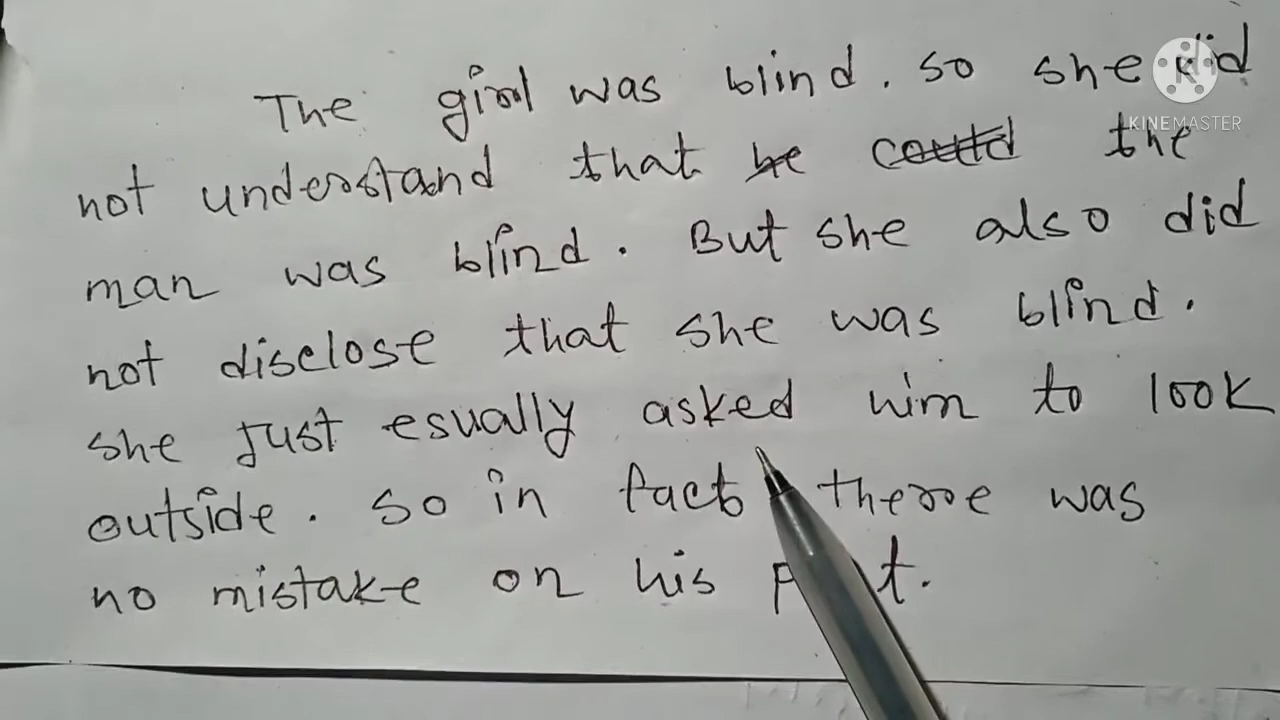 The girl was blind. so she did
KINEMASTER
not understand that he could the
man was blind. But she also did
not disclose that she was blind.
she just esually asked him to look
outside. so in fact there was
no mistake on his